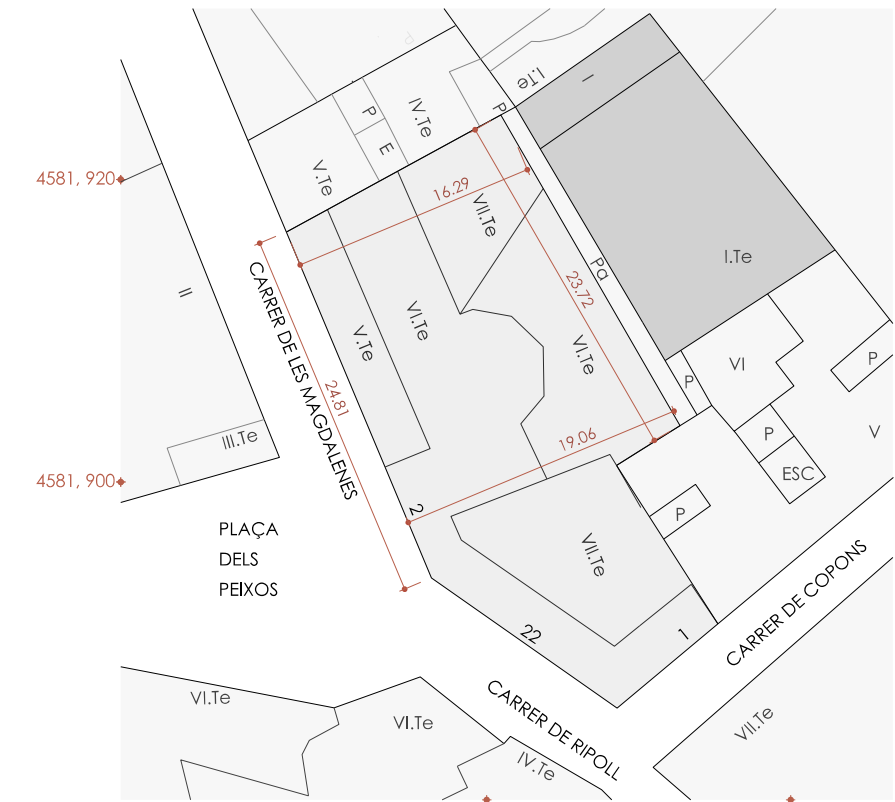 P
I.Te
I
P
IV.Te
P
E
V.Te
4581, 920
16.29
VII.Te
Pa
I.Te
II
CARRER DE LES MAGDALENES
23.72
V.Te
VI.Te
VI.Te
24.81
P
VI
P
III.Te
19.06
P
V
ESC
4581, 900
2
P
PLAÇA
DELS
PEIXOS
VII.Te
22
1
CARRER DE COPONS
VI.Te
VI.Te
CARRER DE RIPOLL
VII.Te
IV.Te